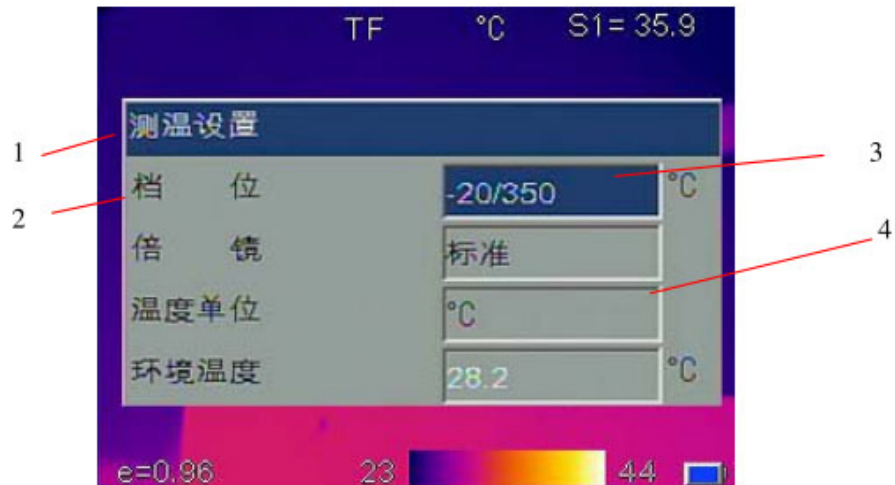 TF °C S1= 35.9
测温设置
1
档 位 -20/350 °C
3
2
倍 镜 标准
4
温度单位 °C
环境温度 28.2 °C
e=0.96 23 44